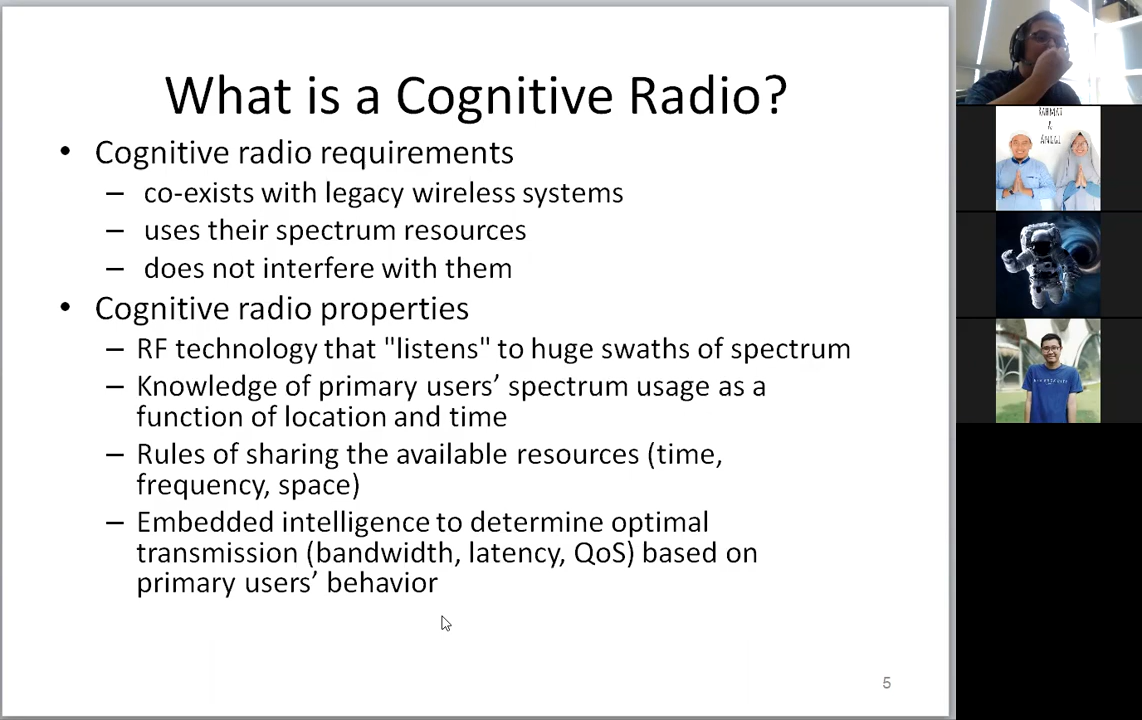 What is a Cognitive Radio?
• Cognitive radio requirements
– co-exists with legacy wireless systems
– uses their spectrum resources
– does not interfere with them
• Cognitive radio properties
– RF technology that "listens" to huge swaths of spectrum
– Knowledge of primary users’ spectrum usage as a
function of location and time
– Rules of sharing the available resources (time,
frequency, space)
– Embedded intelligence to determine optimal
transmission (bandwidth, latency, QoS) based on
primary users’ behavior
5
&